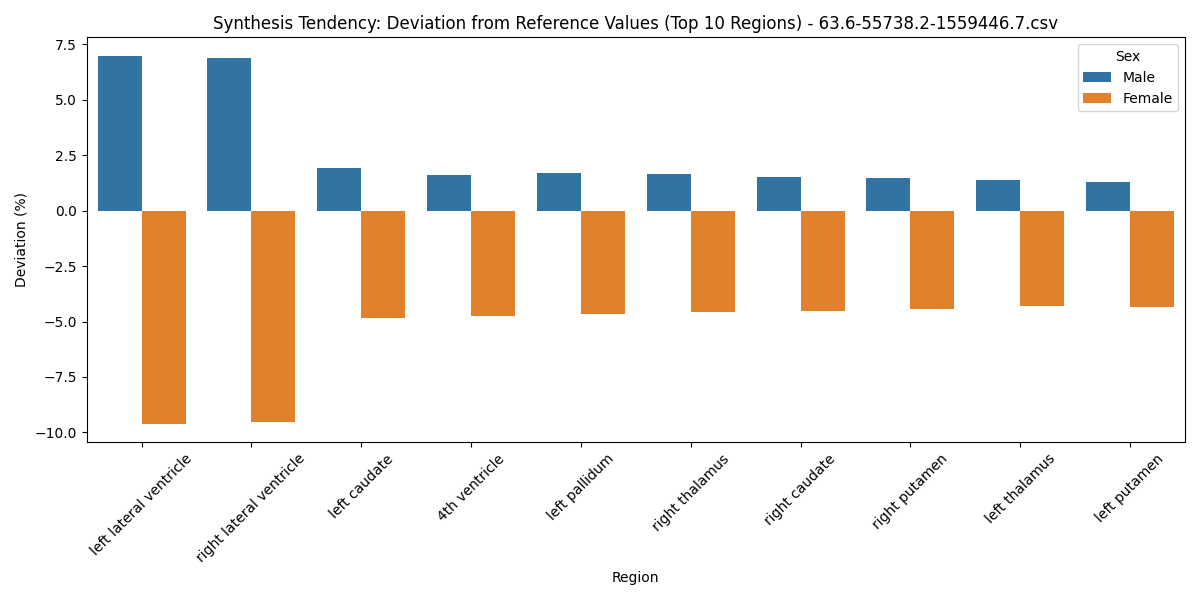 Synthesis Tendency: Deviation from Reference Values (Top 10 Regions) - 63.6-55738.2-1559446.7.csv
Sex
Male
Female
7.5
5.0
2.5
0.0
−2.5
−5.0
−7.5
−10.0
Deviation (%)
left lateral ventricle
right lateral ventricle
left caudate
4th ventricle
left pallidum
right thalamus
right caudate
right putamen
left thalamus
left putamen
Region